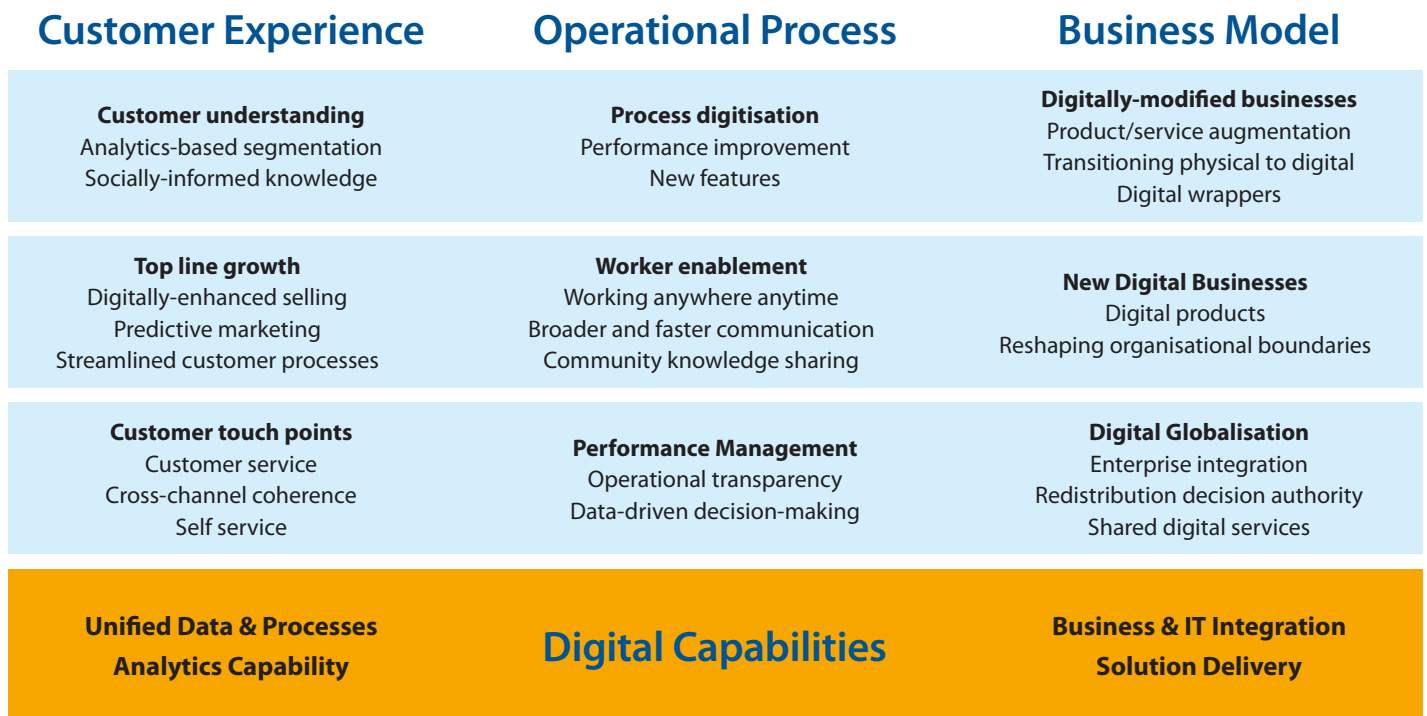 Customer Experience
Operational Process
Business Model
Customer understanding
Analytics-based segmentation
Socially-informed knowledge
Process digitisation
Performance improvement
New features
Digitally-modified businesses
Product/service augmentation
Transitioning physical to digital
Digital wrappers
Top line growth
Digitally-enhanced selling
Predictive marketing
Streamlined customer processes
Worker enablement
Working anywhere anytime
Broader and faster communication
Community knowledge sharing
New Digital Businesses
Digital products
Reshaping organisational boundaries
Customer touch points
Customer service
Cross-channel coherence
Self service
Performance Management
Operational transparency
Data-driven decision-making
Digital Globalisation
Enterprise integration
Redistribution decision authority
Shared digital services
Unified Data & Processes
Analytics Capability
Digital Capabilities
Business & IT Integration
Solution Delivery